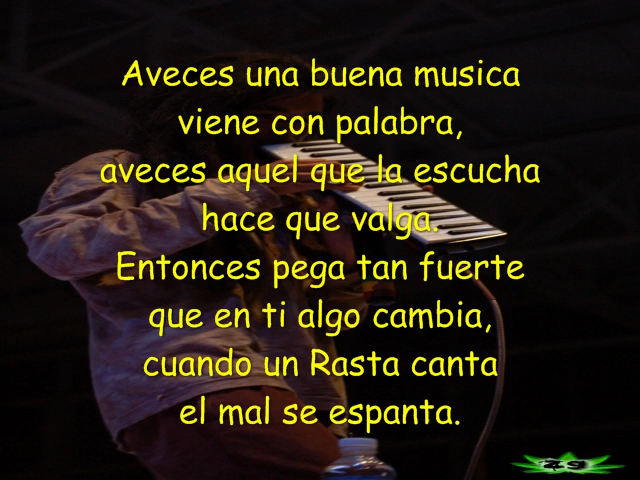 Aveces una buena musica
viene con palabra,
aveces aquel que la escucha
hace que valga.
Entonces pega tan fuerte
que en ti algo cambia,
cuando un Rasta canta
el mal se espanta.